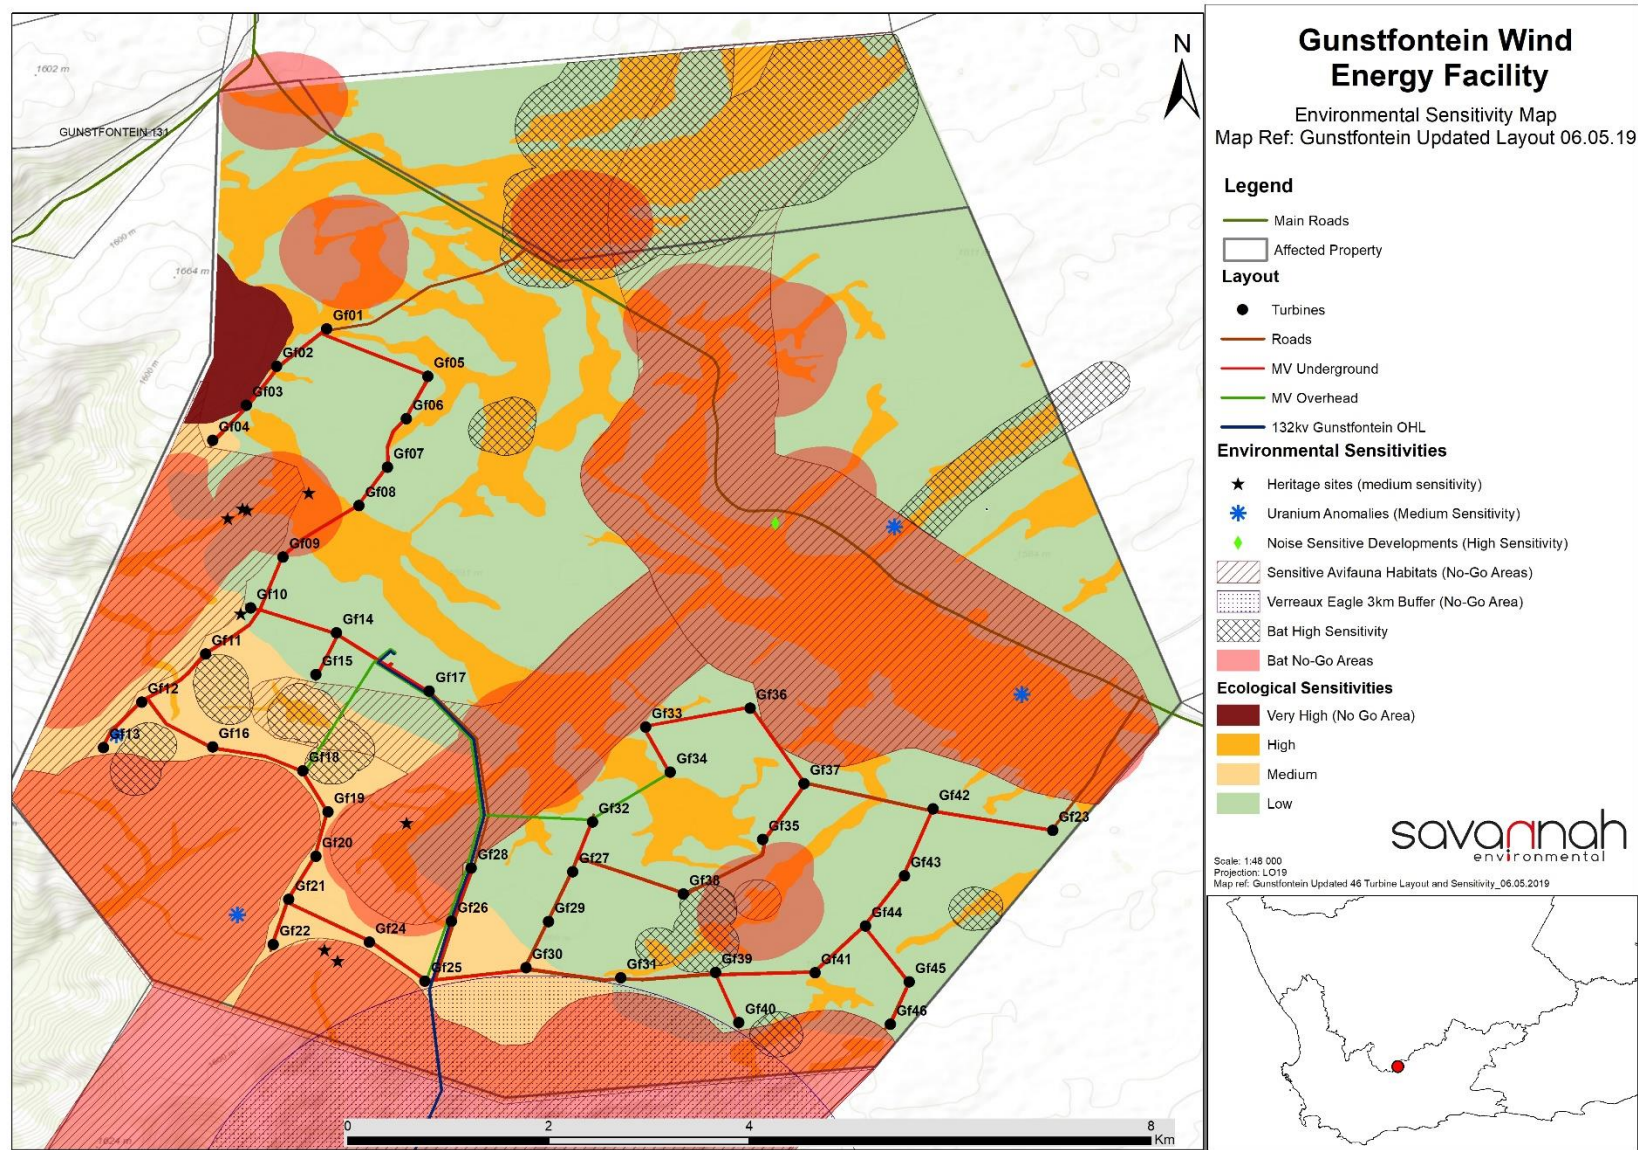 1602 m
GUNSTFONTEIN 131
1600 m
1664 m
1600 m
N
Gf01
Gf02
Gf05
Gf03
Gf06
Gf04
Gf07
Gf08
Gf09
Gf10
Gf14
Gf11
Gf15
Gf17
Gf12
Gf13
Gf16
Gf18
Gf19
Gf20
Gf21
Gf22
Gf24
Gf25
Gf26
Gf28
Gf33
Gf36
Gf34
Gf37
Gf32
Gf35
Gf27
Gf38
Gf29
Gf30
Gf31
Gf39
Gf40
Gf41
Gf42
Gf23
Gf43
Gf44
Gf45
Gf46
1624 m
0 2 4 8
Km
Gunstfontein Wind
Energy Facility
Environmental Sensitivity Map
Map Ref: Gunstfontein Updated Layout 06.05.19
Legend
Main Roads
Affected Property
Layout
Turbines
Roads
MV Underground
MV Overhead
132kv Gunstfontein OHL
Environmental Sensitivities
Heritage sites (medium sensitivity)
Uranium Anomalies (Medium Sensitivity)
Noise Sensitive Developments (High Sensitivity)
Sensitive Avifauna Habitats (No-Go Areas)
Verreaux Eagle 3km Buffer (No-Go Area)
Bat High Sensitivity
Bat No-Go Areas
Ecological Sensitivities
Very High (No Go Area)
High
Medium
Low
savannah
environmental
Scale: 1:48 000
Projection: LO19
Map ref: Gunstfontein Updated 46 Turbine Layout and Sensitivity_06.05.2019